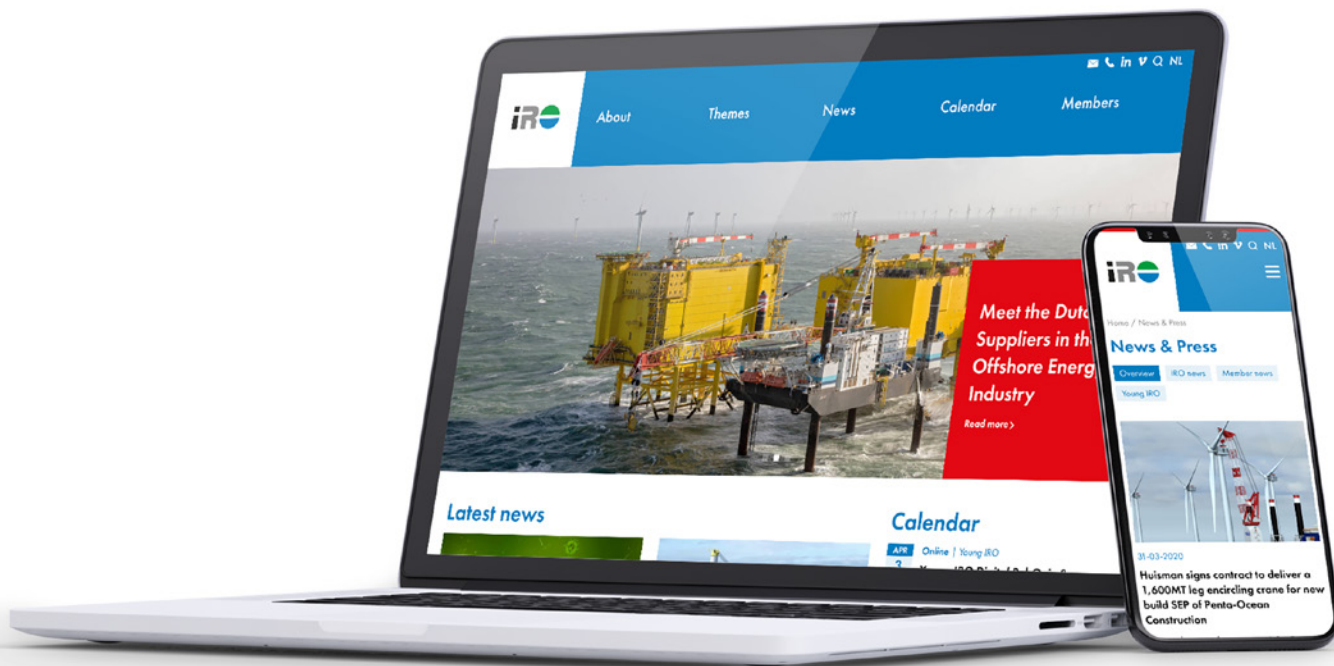 iRO
About
Themes
News
Calendar
Members
in
NL
Meet the
Suppliers in
Offshore
Industry
Read more >
Latest news
Calendar
APR
Online | Young IRO
3
in
NL
iRO
Home / News & Press
News & Press
Overview
IRO news
Member news
Young IRO
31-03-2020
Huisman signs contract to deliver a
1,600MT leg encircling crane for new
build SEP of Penta-Ocean
Construction